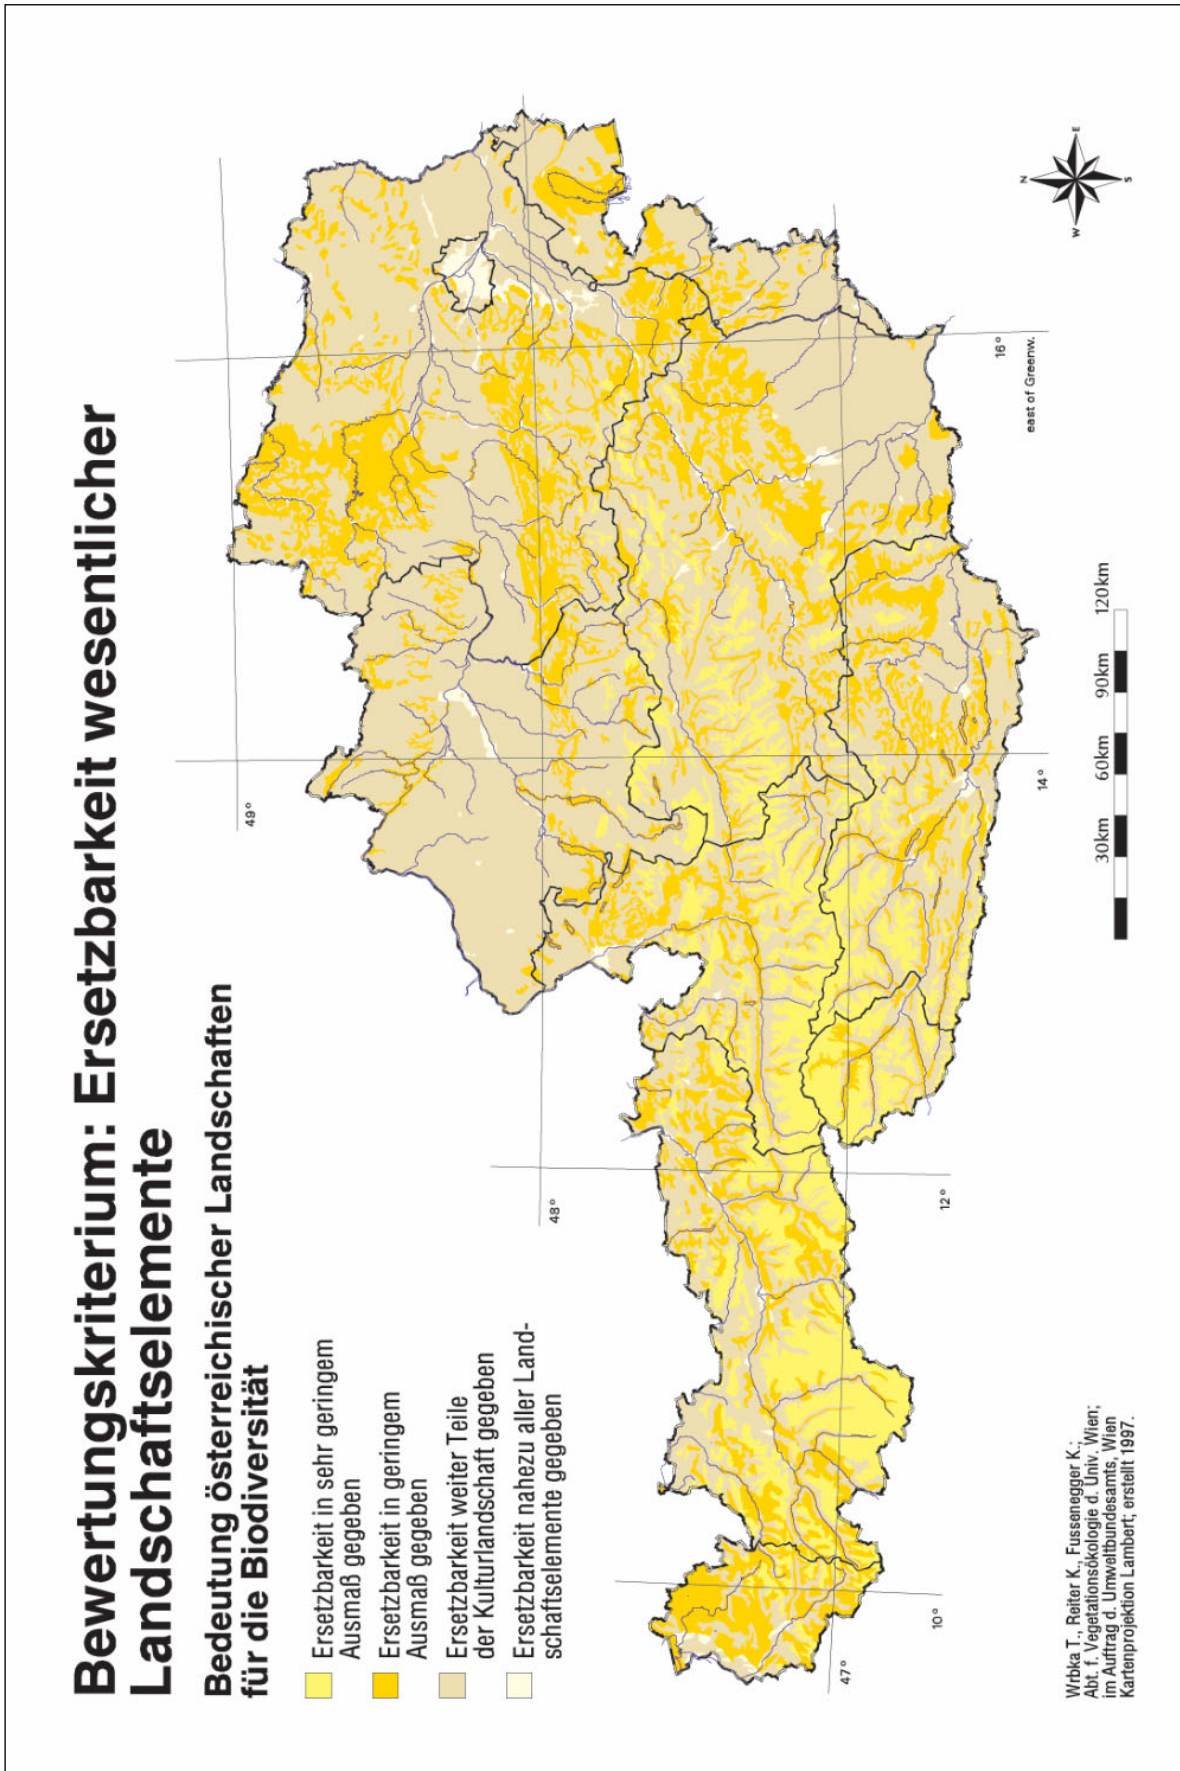 Bewertungskriterium: Ersetzbarkeit wesentlicher
Landschaftselemente
Bedeutung österreichischer Landschaften
für die Biodiversität
Ersetzbarkeit in sehr geringem
Ausmaß gegeben
Ersetzbarkeit in geringem
Ausmaß gegeben
Ersetzbarkeit weiter Teile
der Kulturlandschaft gegeben
Ersetzbarkeit nahezu aller Land-
schaftselemente gegeben
49°
48°
47°
10°
12°
14°
16°
east of Greenw.
N
E
S
W
30km 60km 90km 120km
Wrbka T., Reiter K., Fussenegger K.;
Abt. f. Vegetationsökologie d. Univ. Wien;
im Auftrag d. Umweltbundesamts, Wien
Kartenprojektion Lambert; erstellt 1997.